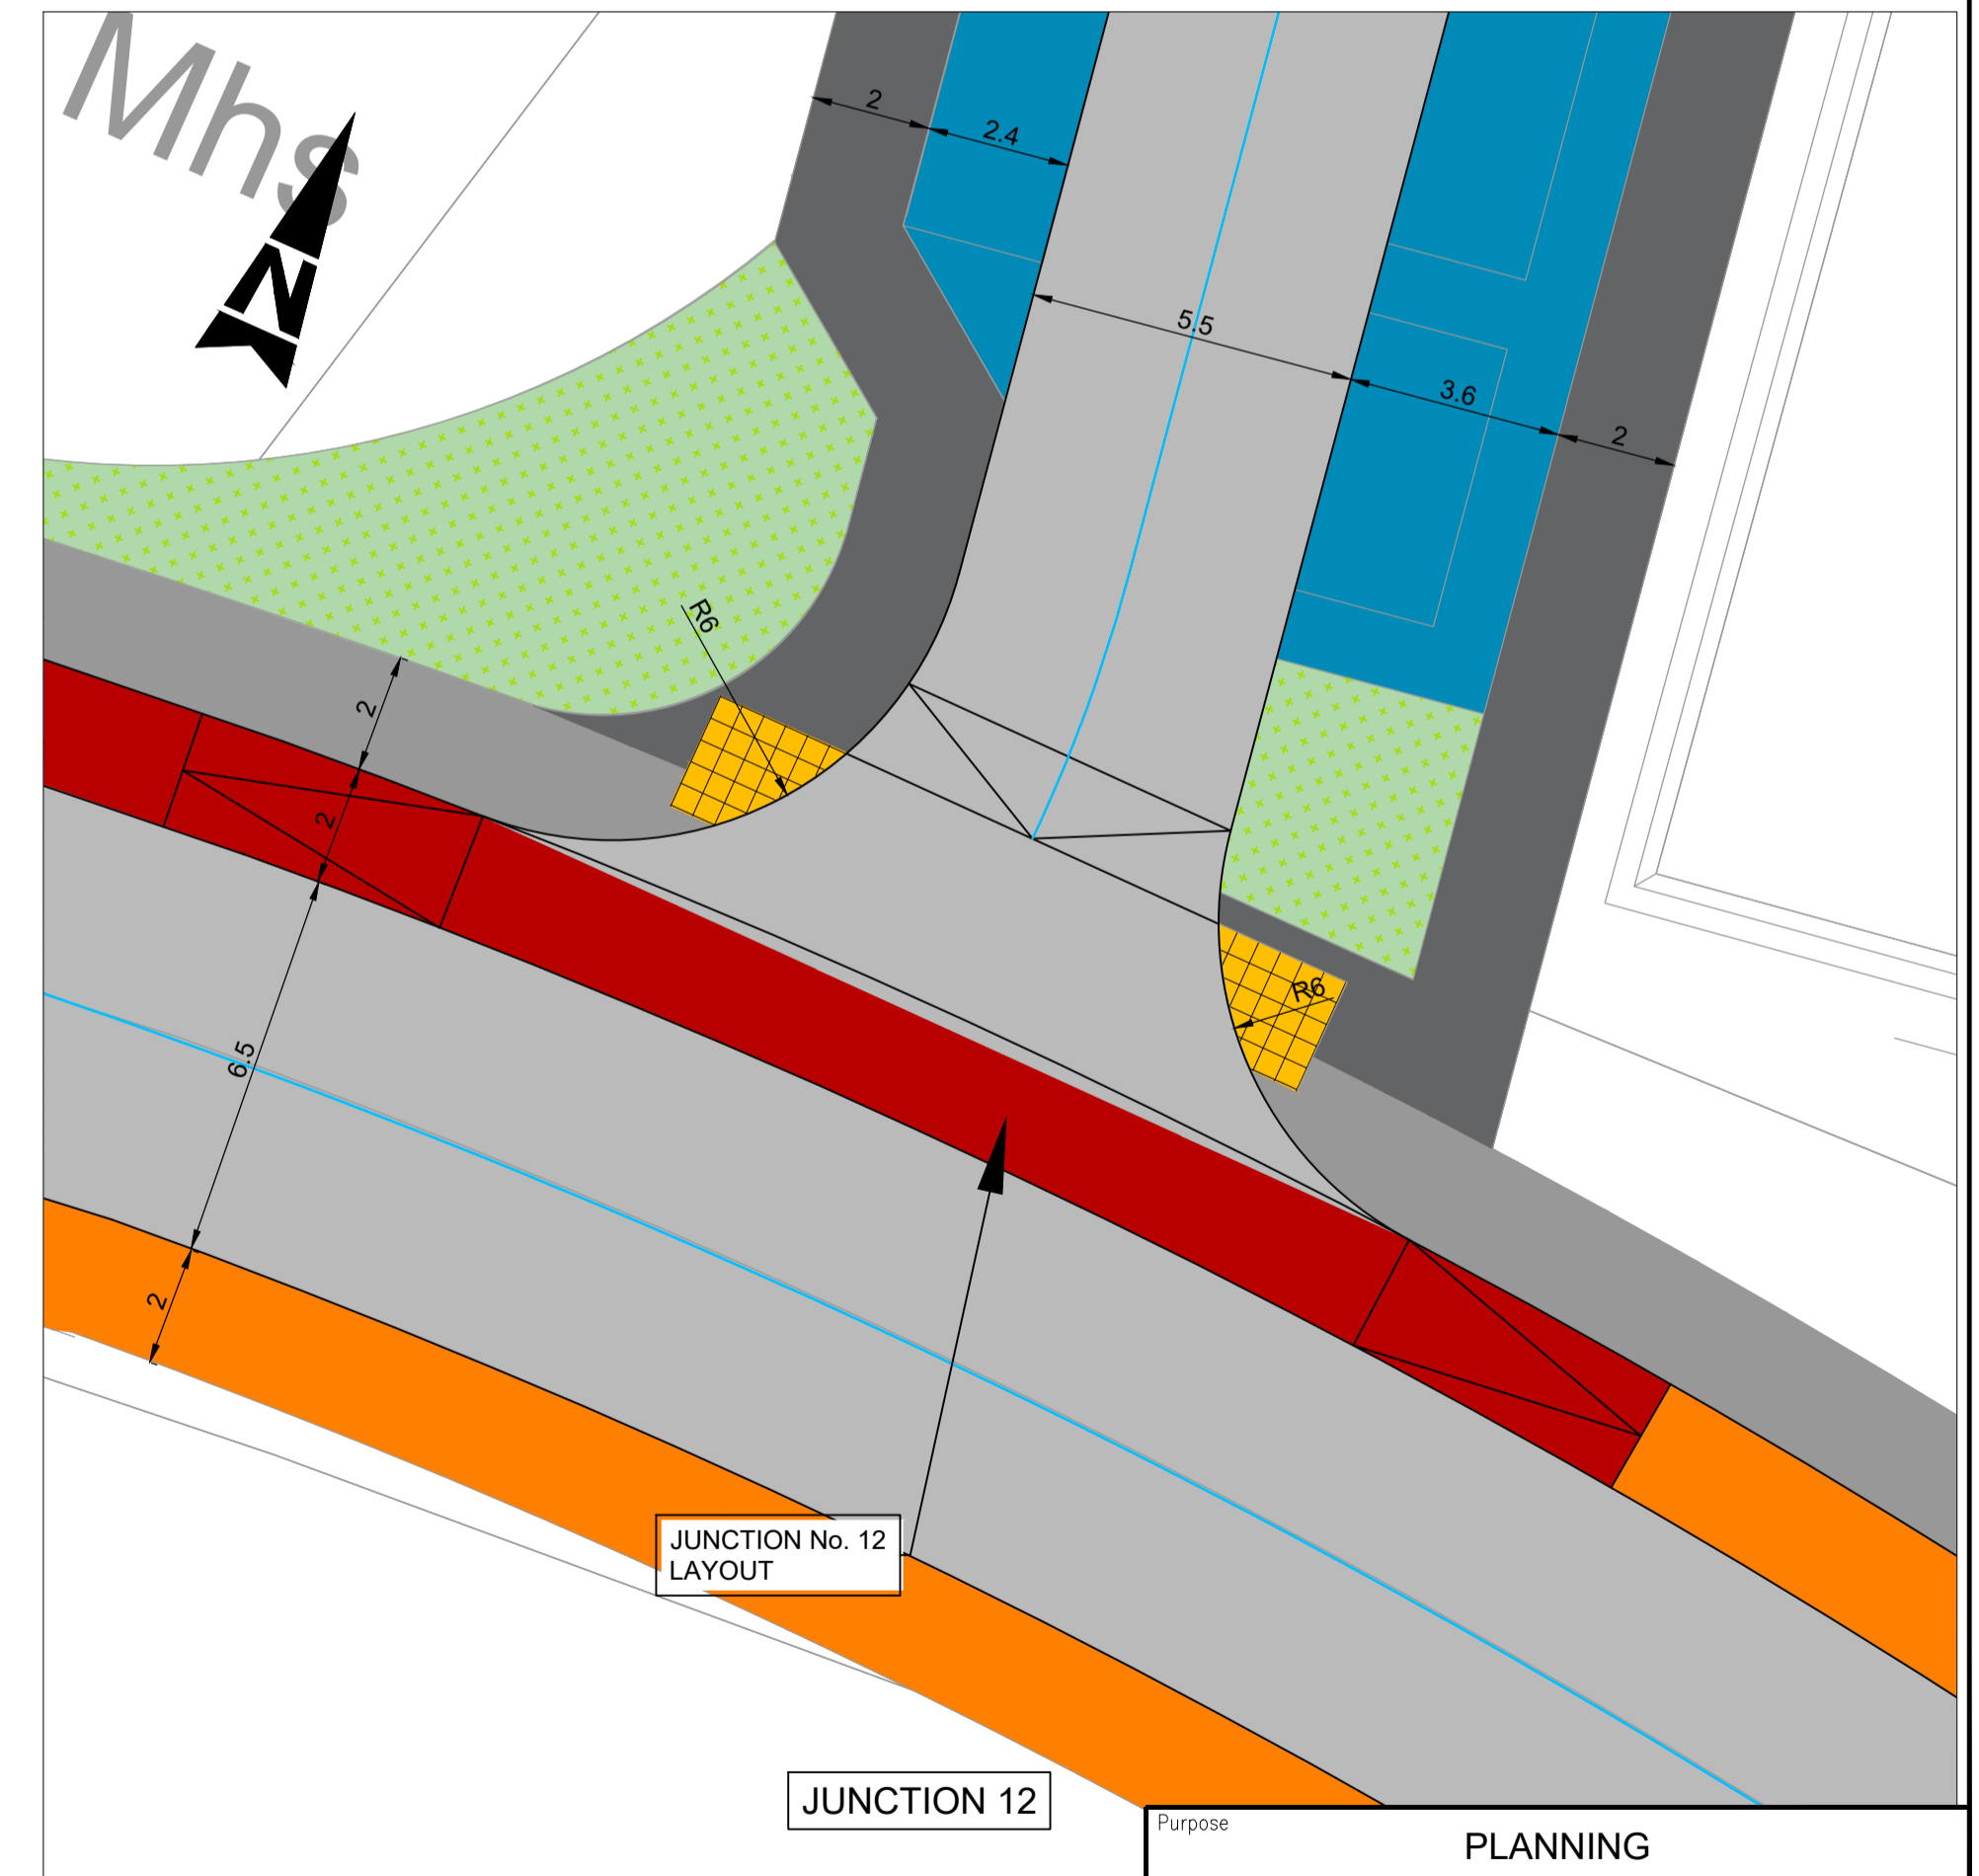 Mhs
N
2
2.4
5.5
3.6
2
R6
2
2
R6
6.5
2
JUNCTION No. 12
LAYOUT
JUNCTION 12
Purpose
PLANNING